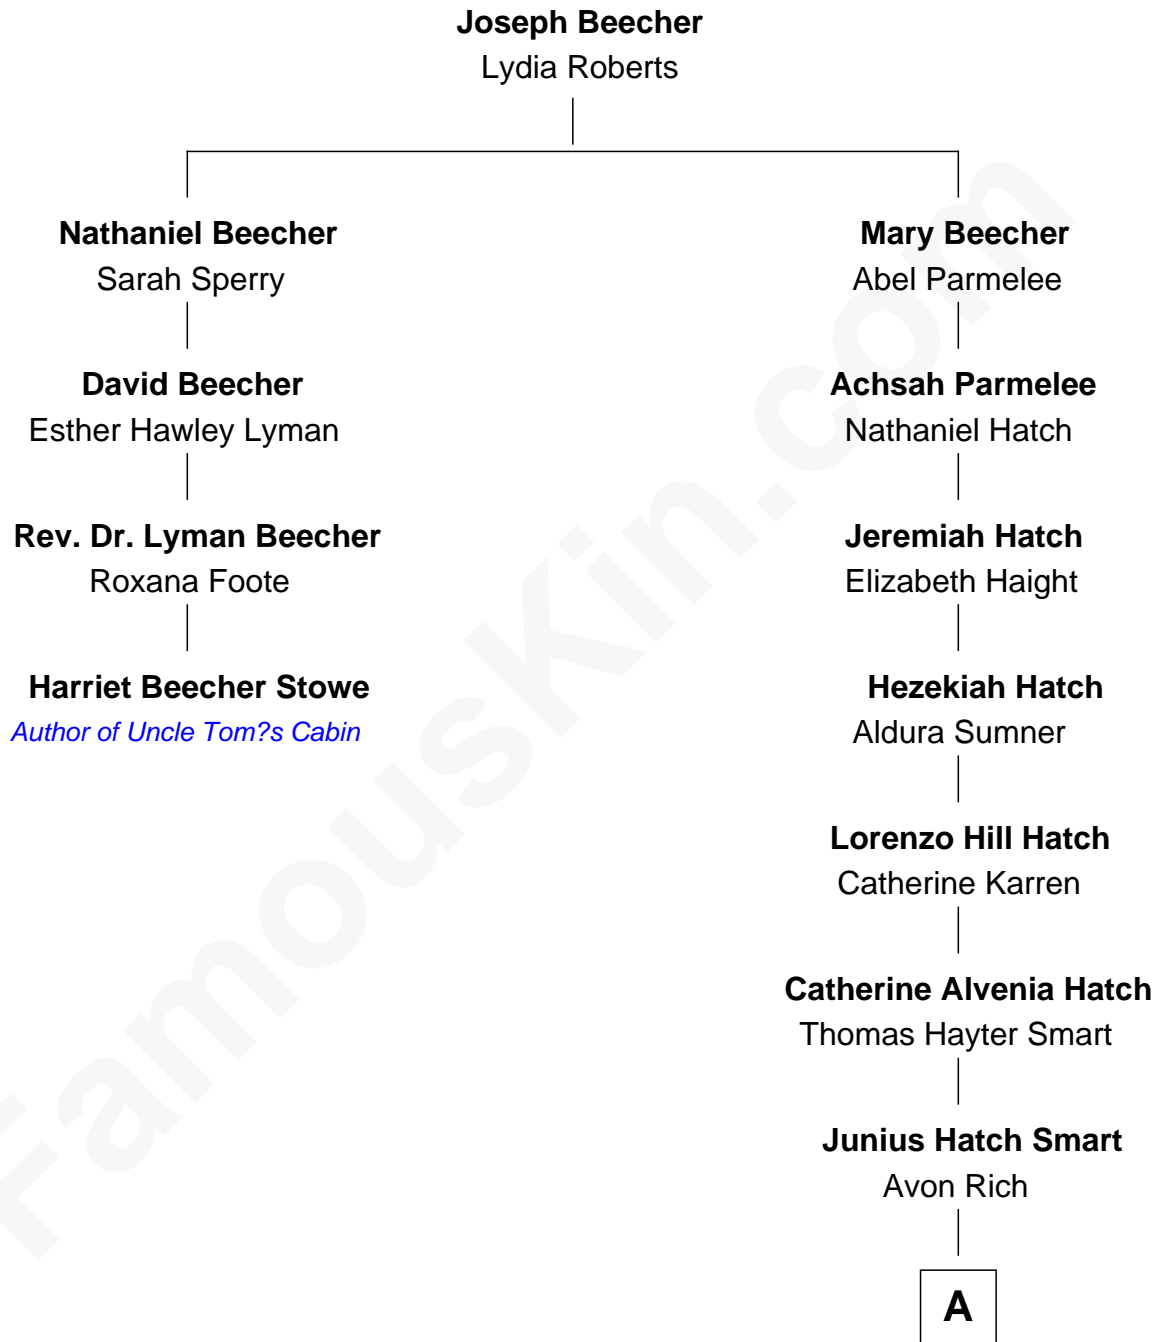 Joseph Beecher
Lydia Roberts
Nathaniel Beecher
Sarah Sperry
David Beecher
Esther Hawley Lyman
Rev. Dr. Lyman Beecher
Roxana Foote
Harriet Beecher Stowe
Author of Uncle Tom?s Cabin
Mary Beecher
Abel Parmelee
Achsah Parmelee
Nathaniel Hatch
Jeremiah Hatch
Elizabeth Haight
Hezekiah Hatch
Aldura Sumner
Lorenzo Hill Hatch
Catherine Karren
Catherine Alvenia Hatch
Thomas Hayter Smart
Junius Hatch Smart
Avon Rich
A
FamousKin.com